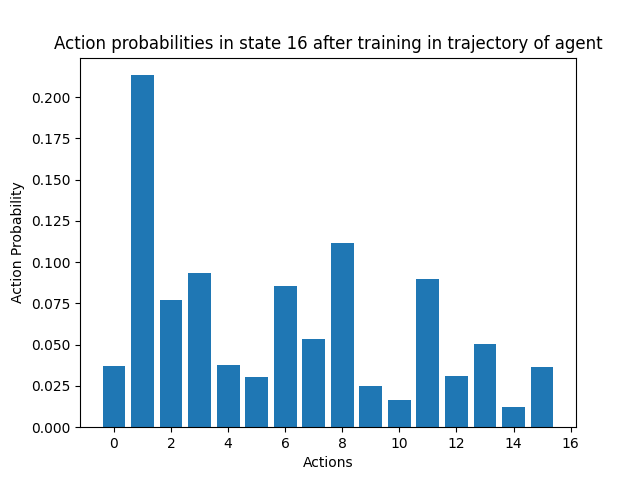 Action probabilities in state 16 after training in trajectory of agent
0.200
0.175
0.150
0.125
0.100
0.075
0.050
0.025
0.000
Action Probability
0 2 4 6 8 10 12 14 16
Actions